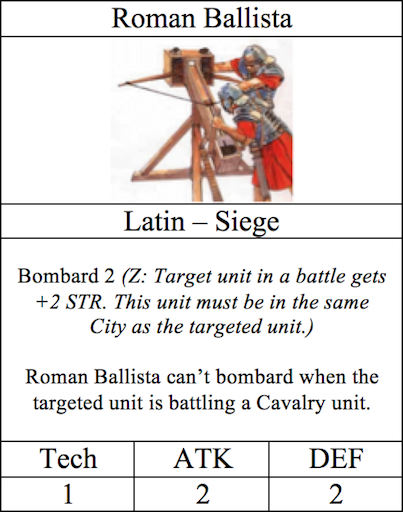 Roman Ballista
Latin – Siege
Bombard 2 (Z: Target unit in a battle gets
+2 STR. This unit must be in the same
City as the targeted unit.)
Roman Ballista can’t bombard when the
targeted unit is battling a Cavalry unit.
Tech ATK DEF
1 2 2